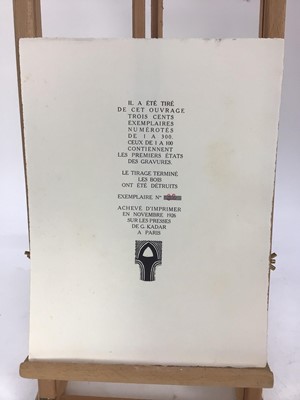 IL A ÉTÉ TIRÉ
DE CET OUVRAGE
TROIS CENTS
EXEMPLAIRES
NUMÉROTÉS
DE 1 A 300.
CEUX DE 1 A 100
CONTIENNENT
LES PREMIERS ÉTATS
DES GRAVURES.
LE TIRAGE TERMINÉ
LES BOIS
ONT ÉTÉ DÉTRUITS
EXEMPLAIRE N°
ACHEVÉ D'IMPRIMER
EN NOVEMBRE 1926
SUR LES PRESSES
DE G. KADAR
A PARIS